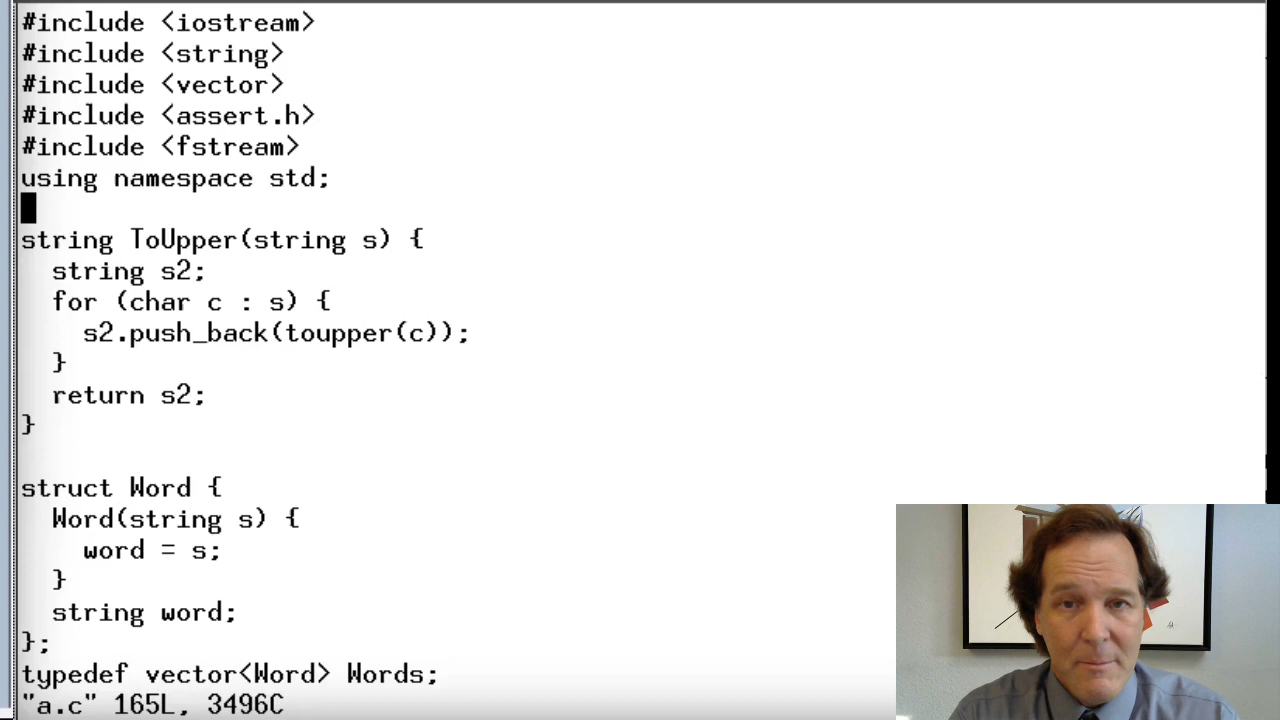 #include <iostream>
#include <string>
#include <vector>
#include <assert.h>
#include <fstream>
using namespace std;
string ToUpper(string s) {
  string s2;
  for (char c : s) {
    s2.push_back(toupper(c));
  }
  return s2;
}
struct Word {
  Word(string s) {
    word = s;
  }
  string word;
};
typedef vector<Word> Words;
"a.c" 165L, 3496C